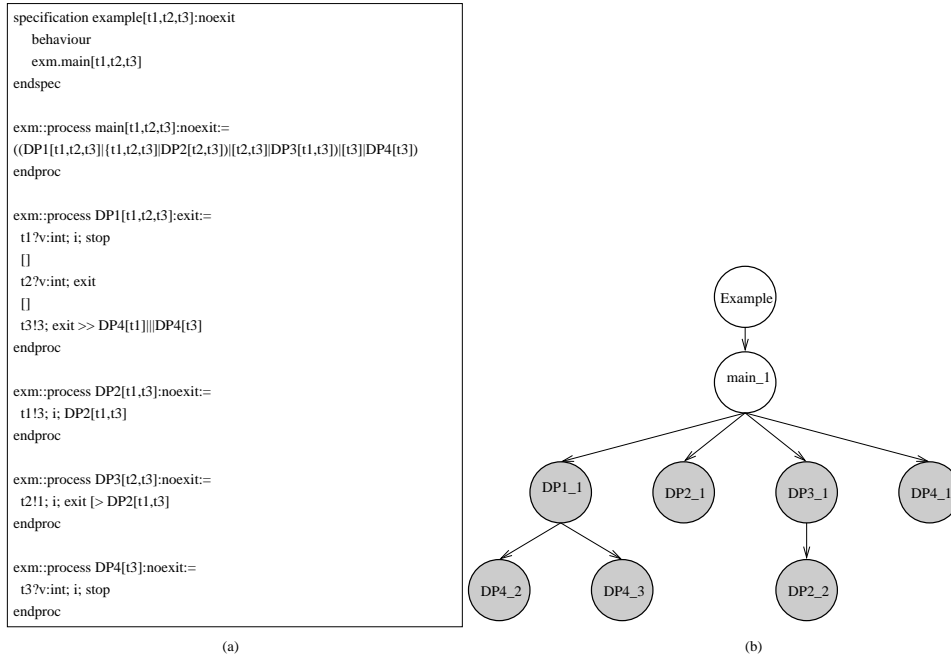 specification example[t1,t2,t3]:noexit
behaviour
exm.main[t1,t2,t3]
endspec
exm::process main[t1,t2,t3]:noexit:=
((DP1[t1,t2,t3]|{t1,t2,t3]|DP2[t2,t3])|[t2,t3]|DP3[t1,t3])|[t3]|DP4[t3])
endproc
exm::process DP1[t1,t2,t3]:exit:=
t1?v:int; i; stop
[]
t2?v:int; exit
[]
t3!3; exit >> DP4[t1]|||DP4[t3]
endproc
exm::process DP2[t1,t3]:noexit:=
t1!3; i; DP2[t1,t3]
endproc
exm::process DP3[t2,t3]:noexit:=
t2!1; i; exit [> DP2[t1,t3]
endproc
exm::process DP4[t3]:noexit:=
t3?v:int; i; stop
endproc
(a)
Example
main_1
DP1_1 DP2_1 DP3_1 DP4_1
DP4_2 DP4_3 DP2_2
(b)